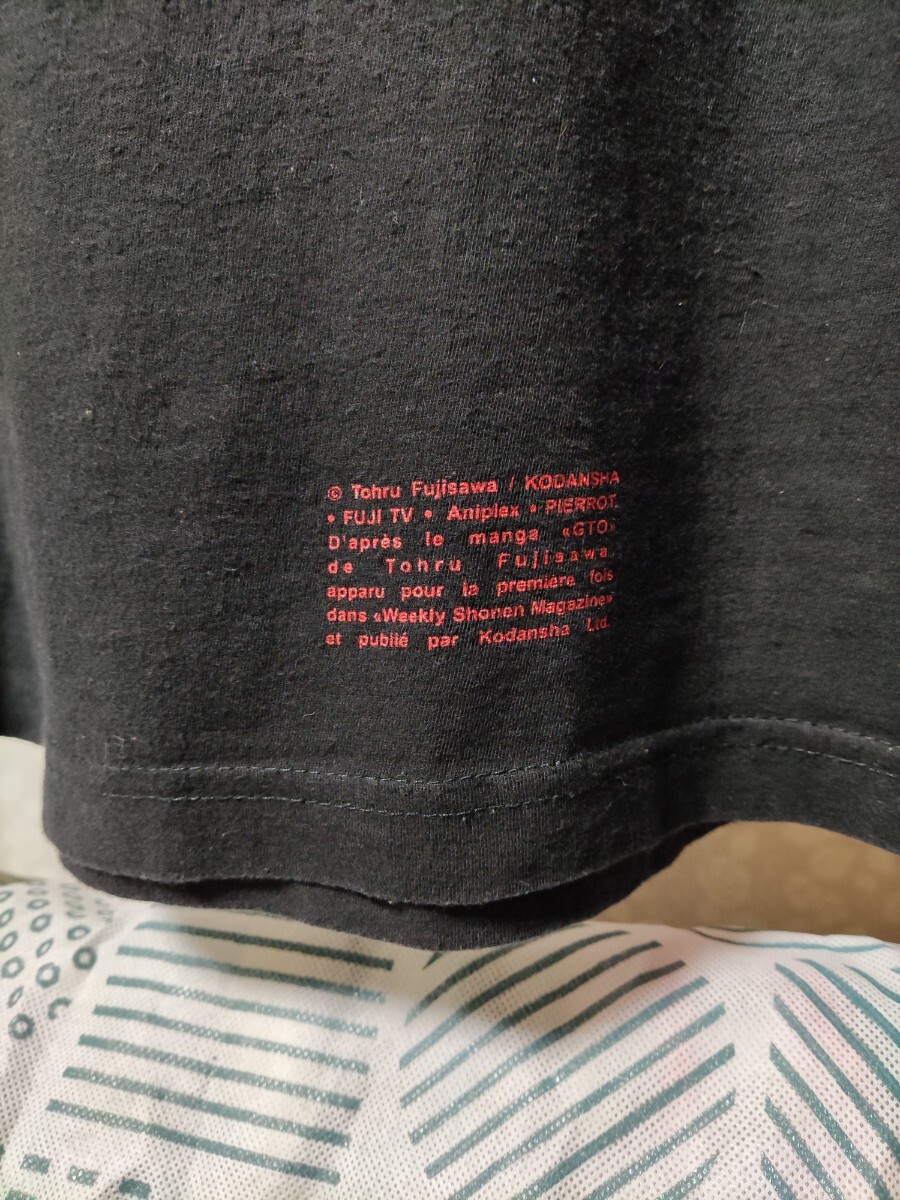 © Tohru Fujisawa / KODANSHA
• FUJI TV • Aniplex • PIERROT.
D'après le manga «GTO»
de Tohru Fujisawa,
apparu pour la première fois
dans «Weekly Shonen Magazine»
et publié par Kodansha Ltd.